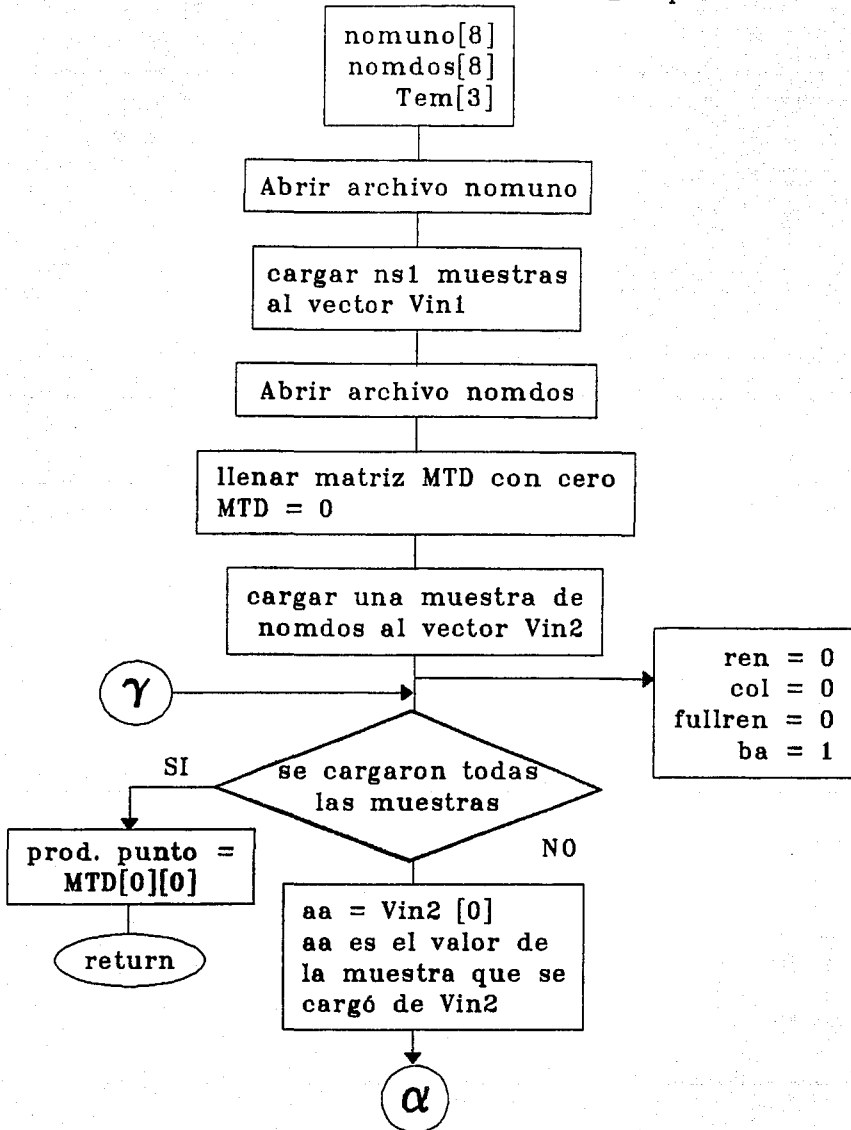 nomuno[8]
nomdos[8]
Tem[3]
Abrir archivo nomuno
cargar ns1 muestras
al vector Vin1
Abrir archivo nomdos
llenar matriz MTD con cero
MTD = 0
cargar una muestra de
nomdos al vector Vin2
ren = 0
col = 0
fullren = 0
ba = 1
γ
se cargaron todas
las muestras
SI
NO
prod. punto =
MTD[0][0]
return
aa = Vin2 [0]
aa es el valor de
la muestra que se
cargó de Vin2
α